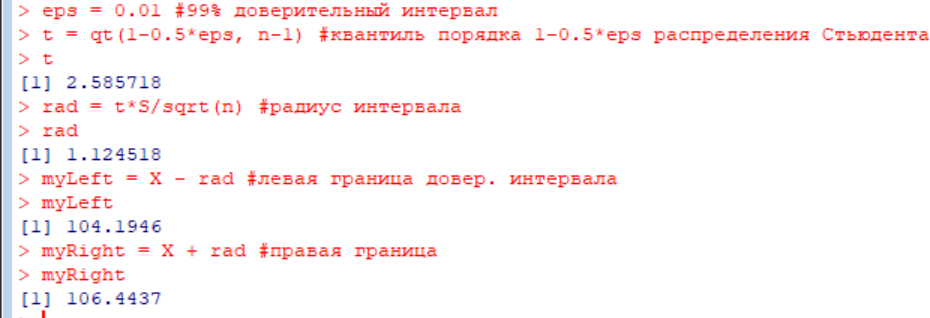 > eps = 0.01 #99% доверительный интервал
> t = qt(1-0.5*eps, n-1) #квантиль порядка 1-0.5*eps распределения Стьюдента
> t
[1] 2.585718
> rad = t*S/sqrt(n) #радиус интервала
> rad
[1] 1.124518
> myLeft = X - rad #левая граница довер. интервала
> myLeft
[1] 104.1946
> myRight = X + rad #правая граница
> myRight
[1] 106.4437